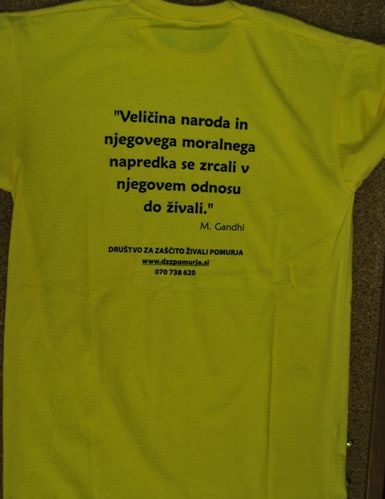 "Veličina naroda in
njegovega moralnega
napredka se zrcali v
njegovem odnosu
do živali."
M. Gandhi
DRUŠTVO ZA ZAŠČITO ŽIVALI POMURJA
www.dzzpomurja.si
070 738 620